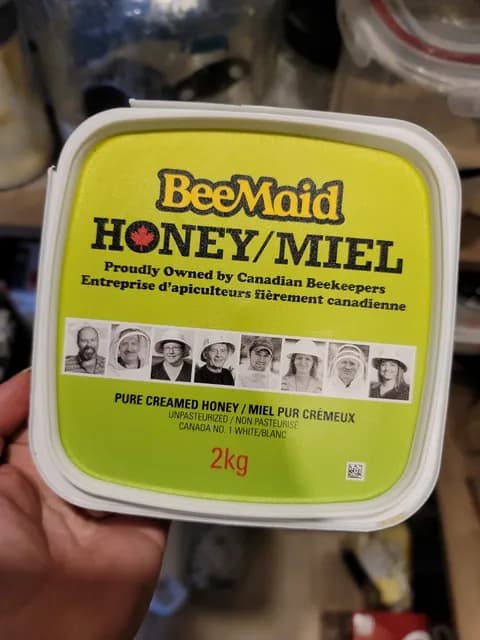 BeeMaid
HONEY/MIEL
Proudly Owned by Canadian Beekeepers
Entreprise d'apiculteurs fièrement canadienne
PURE CREAMED HONEY / MIEL PUR CRÉMEUX
UNPASTEURIZED / NON PASTEURISÉ
CANADA NO. 1 WHITE/BLANC
2kg